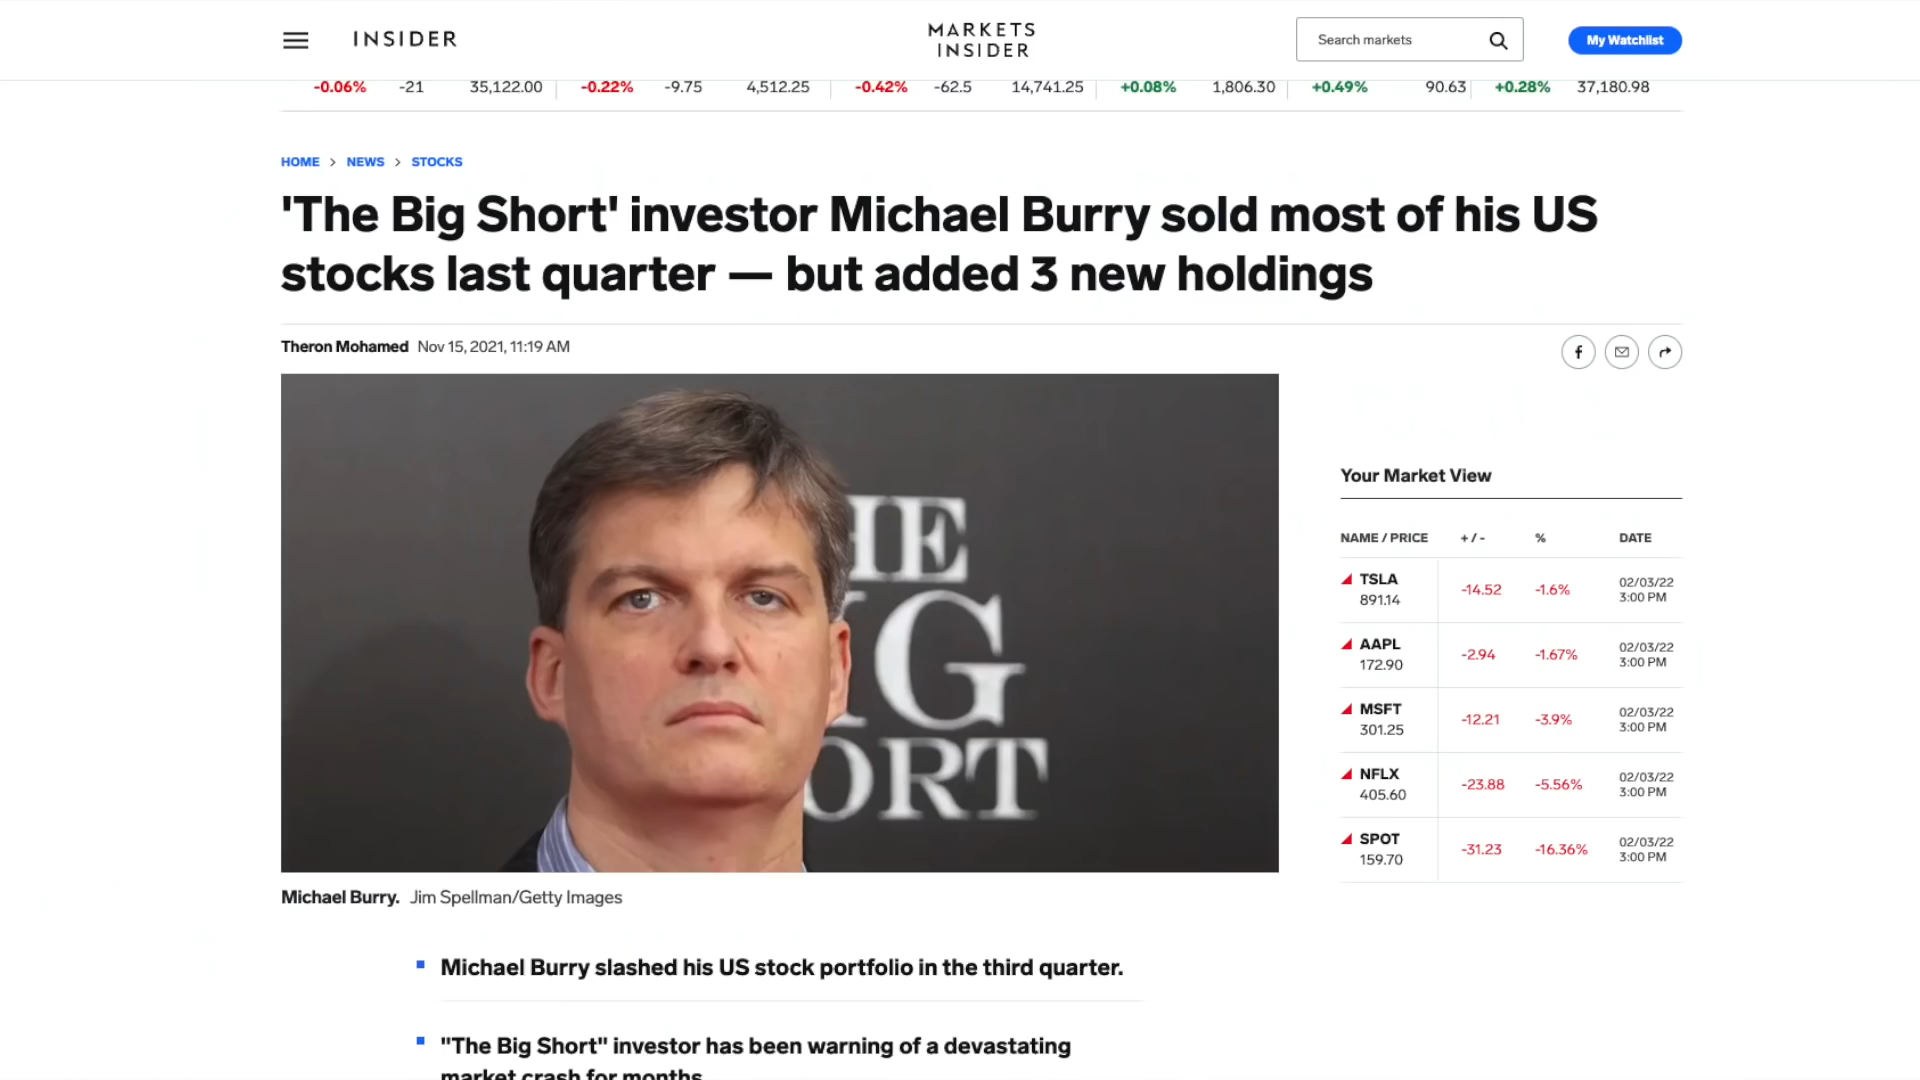 INSIDER
MARKETS
INSIDER
Search markets
My Watchlist
-0.06% -21 35,122.00 -0.22% -9.75 4,512.25 -0.42% -62.5 14,741.25 +0.08% 1,806.30 +0.49% 90.63 +0.28% 37,180.98
HOME > NEWS > STOCKS
'The Big Short' investor Michael Burry sold most of his US
stocks last quarter — but added 3 new holdings
Theron Mohamed Nov 15, 2021, 11:19 AM
HE
IG
ORT
Michael Burry. Jim Spellman/Getty Images
Your Market View
NAME / PRICE + / - % DATE
TSLA
891.14
-14.52 -1.6%
02/03/22
3:00 PM
AAPL
172.90
-2.94 -1.67%
02/03/22
3:00 PM
MSFT
301.25
-12.21 -3.9%
02/03/22
3:00 PM
NFLX
405.60
-23.88 -5.56%
02/03/22
3:00 PM
SPOT
159.70
-31.23 -16.36%
02/03/22
3:00 PM
Michael Burry slashed his US stock portfolio in the third quarter.
"The Big Short" investor has been warning of a devastating
market crash for months.